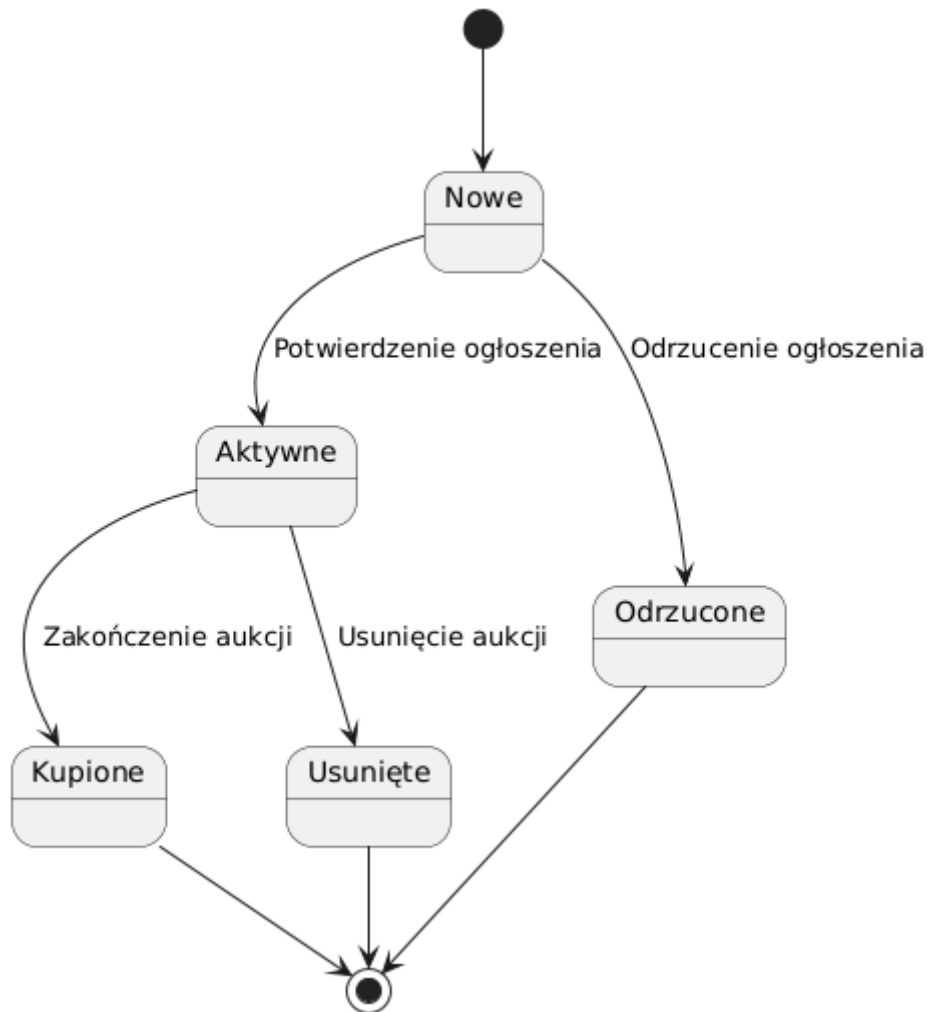 Nowe
Potwierdzenie ogłoszenia
Odrzucenie ogłoszenia
Aktywne
Odrzucone
Zakończenie aukcji
Usunięcie aukcji
Kupione
Usunięte